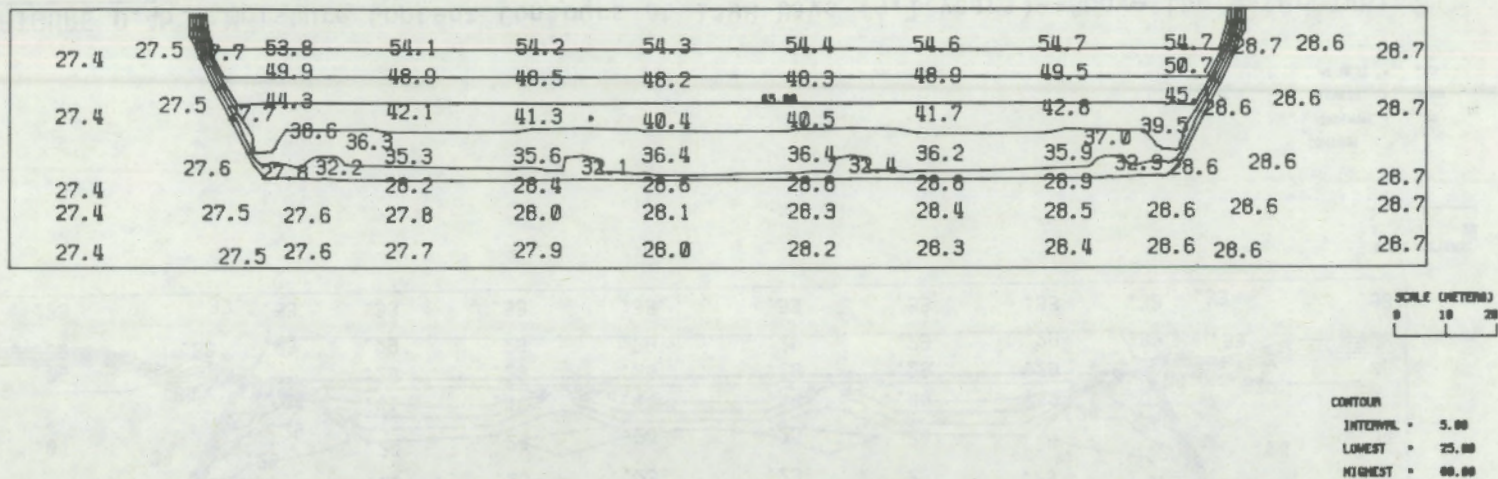 27.4 27.5 27.7 53.8 54.1 54.2 54.3 54.4 54.6 54.7 54.7 28.7 28.6 28.7
49.9 48.9 48.5 48.2 48.3 48.9 49.5 50.7
27.4 27.5 7.7 44.3 42.1 41.3 40.4 40.5 41.7 42.8 45. 28.6 28.6 28.7
38.6 36.3 37.0 39.5
35.3 35.6 36.4 36.4 36.2 35.9
27.6 27.8 32.2 32.1 32.4 32.9 28.6 28.6
27.4 28.2 28.4 28.6 28.8 28.8 28.9 28.7
27.4 27.5 27.6 27.8 28.0 28.1 28.3 28.4 28.5 28.6 28.6 28.7
27.4 27.5 27.6 27.7 27.9 28.0 28.2 28.3 28.4 28.6 28.6 28.7
SCALE (METERS)
0 10 20
CONTOUR
INTERVAL = 5.00
LOWEST = 25.00
HIGHEST = 60.00